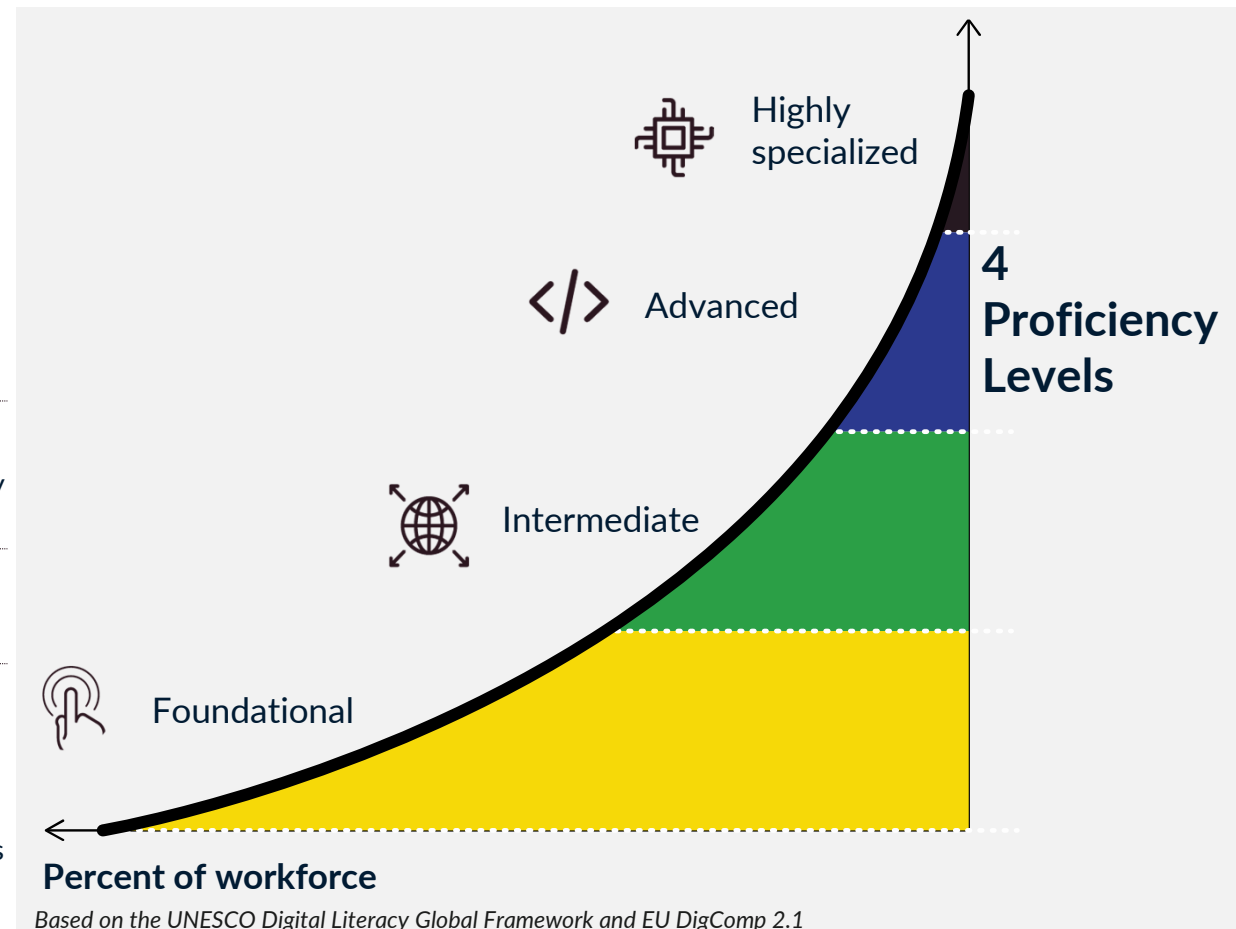 Highly
specialized
4
Proficiency
Levels
Advanced
Intermediate
Foundational
Percent of workforce
Based on the UNESCO Digital Literacy Global Framework and EU DigComp 2.1